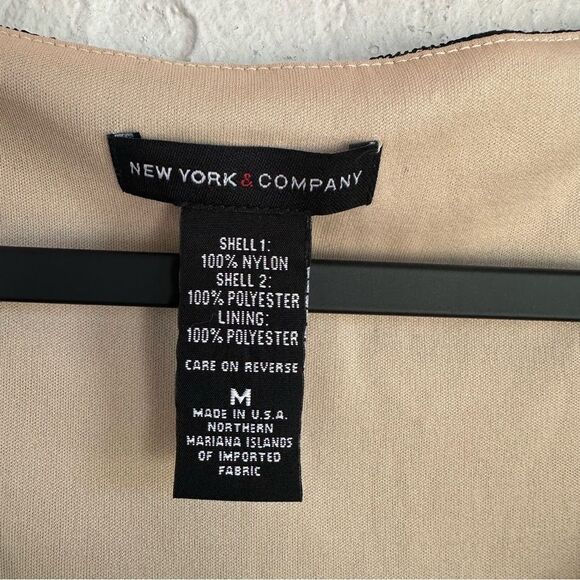 NEW YORK & COMPANY
SHELL 1:
100% NYLON
SHELL 2:
100% POLYESTER
LINING:
100% POLYESTER
CARE ON REVERSE
M
MADE IN U.S.A.
NORTHERN
MARIANA ISLANDS
OF IMPORTED
FABRIC